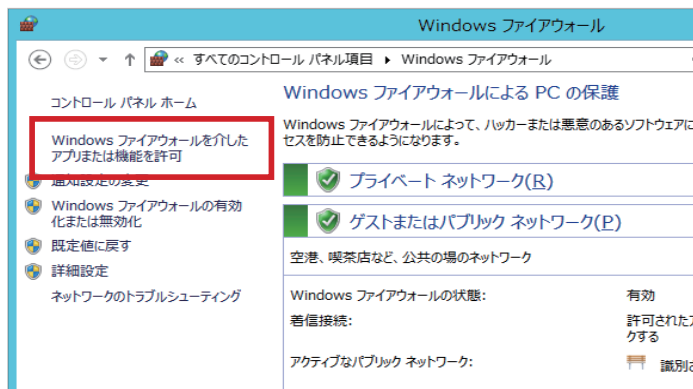 Windows ファイアウォール
« すべてのコントロール パネル項目 ▸ Windows ファイアウォール
コントロール パネル ホーム
Windows ファイアウォールを介した
アプリまたは機能を許可
通知設定の変更
Windows ファイアウォールの有効
化または無効化
既定値に戻す
詳細設定
ネットワークのトラブルシューティング
Windows ファイアウォールによる PC の保護
Windows ファイアウォールによって、ハッカーまたは悪意のあるソフトウェアに
セスを防止できるようになります。
プライベート ネットワーク(R)
ゲストまたはパブリック ネットワーク(P)
空港、喫茶店など、公共の場のネットワーク
Windows ファイアウォールの状態:
有効
着信接続:
許可された
クする
アクティブなパブリック ネットワーク:
識別